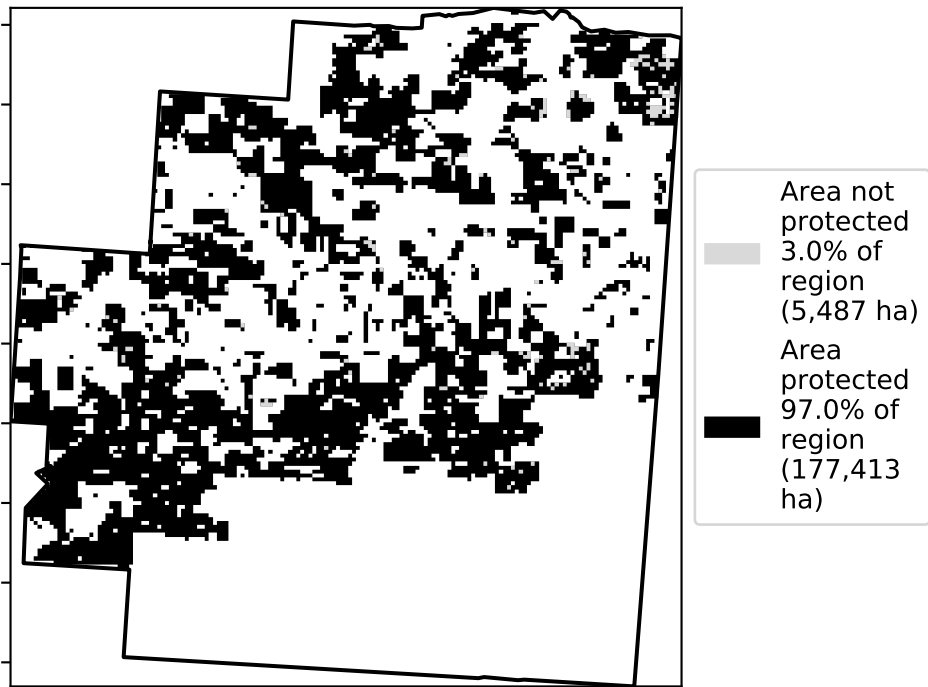 Area not
protected
3.0% of
region
(5,487 ha)
Area
protected
97.0% of
region
(177,413
ha)